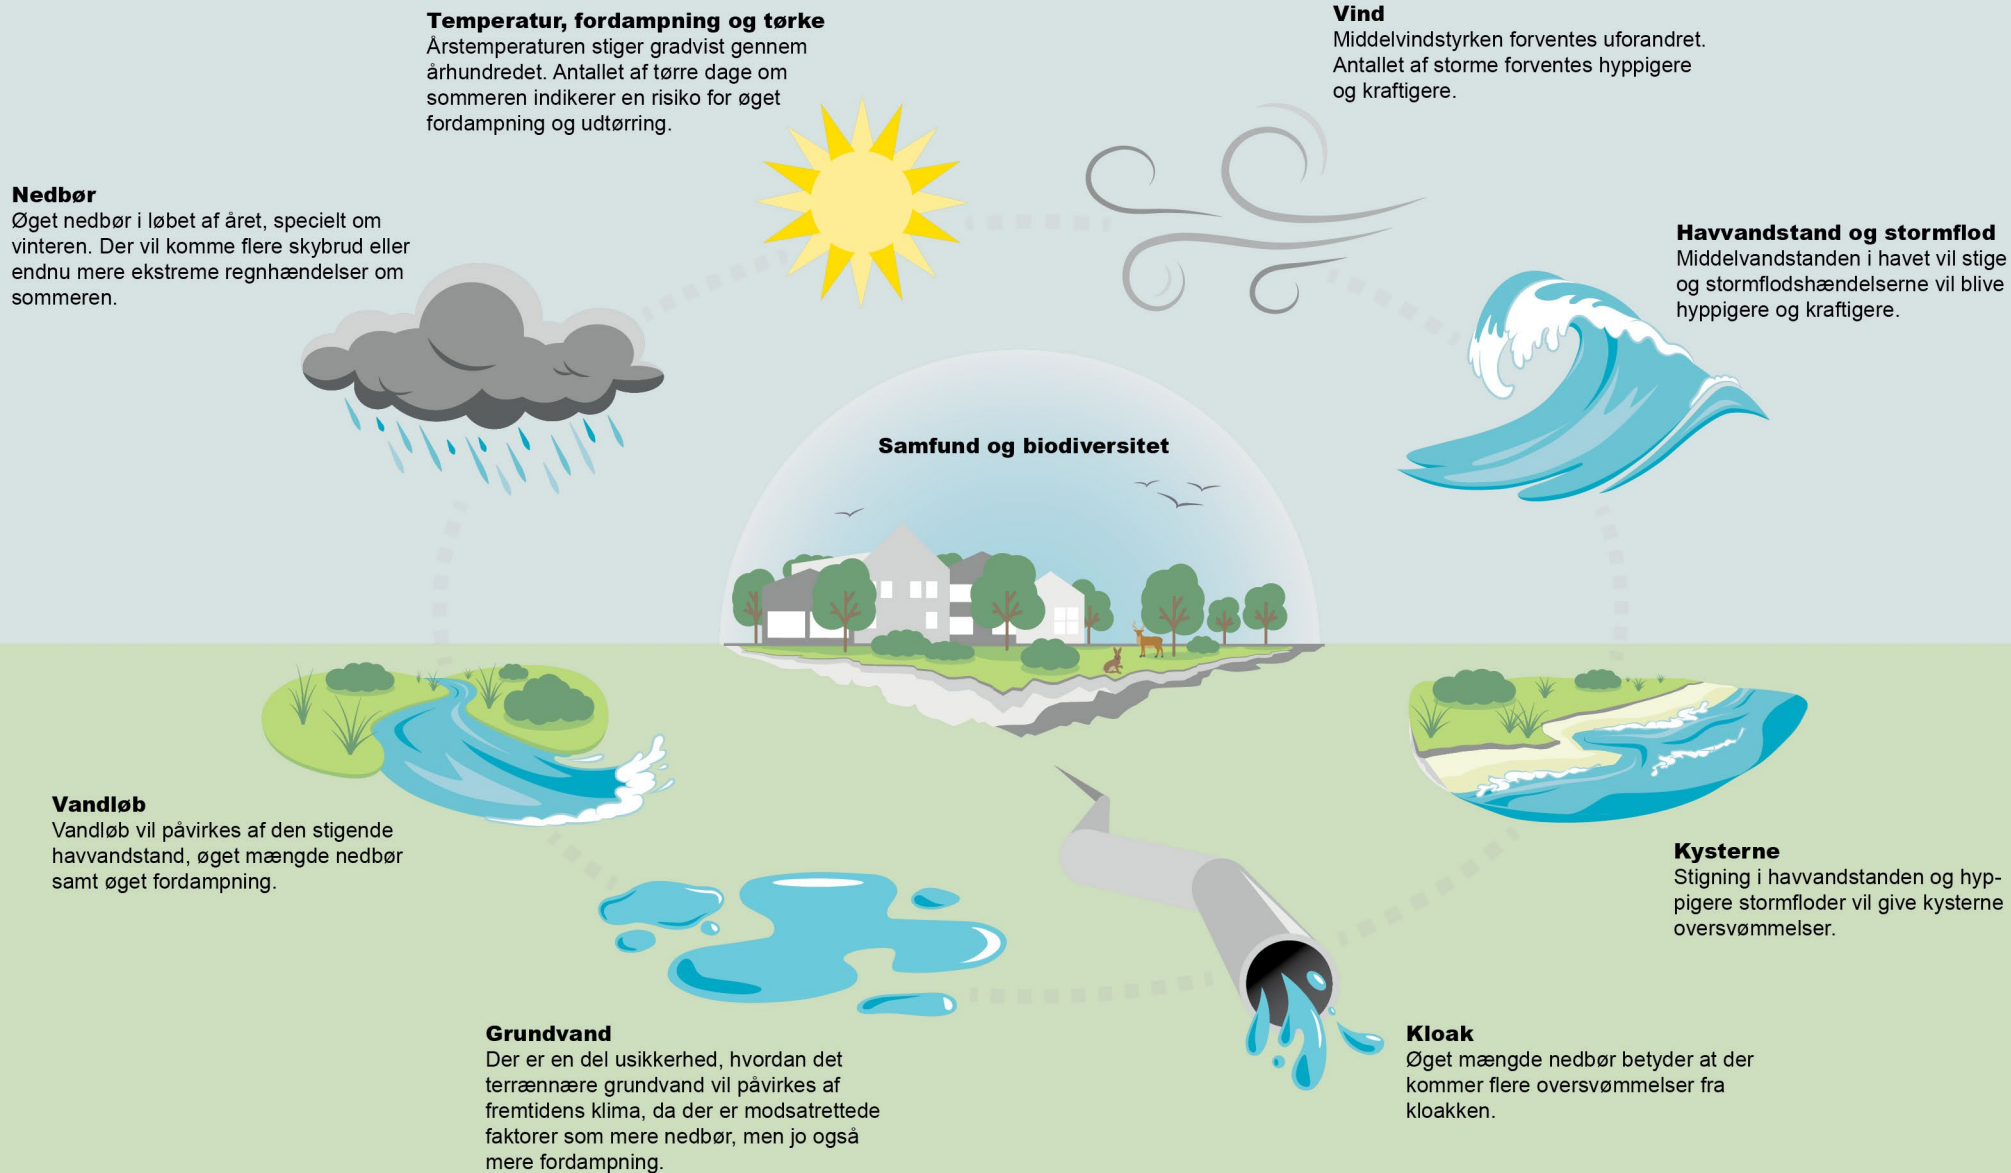 Temperatur, fordampning og tørke
Årstemperaturen stiger gradvist gennem
århundredet. Antallet af tørre dage om
sommeren indikerer en risiko for øget
fordampning og udtørring.
Vind
Middelvindstyrken forventes uforandret.
Antallet af storme forventes hyppigere
og kraftigere.
Nedbør
Øget nedbør i løbet af året, specielt om
vinteren. Der vil komme flere skybrud eller
endnu mere ekstreme regnhændelser om
sommeren.
Havvandstand og stormflod
Middelvandstanden i havet vil stige
og stormflodshændelserne vil blive
hyppigere og kraftigere.
Samfund og biodiversitet
Vandløb
Vandløb vil påvirkes af den stigende
havvandstand, øget mængde nedbør
samt øget fordampning.
Kysterne
Stigning i havvandstanden og hyp-
pigere stormfloder vil give kysterne
oversvømmelser.
Grundvand
Der er en del usikkerhed, hvordan det
terrænnære grundvand vil påvirkes af
fremtidens klima, da der er modsatrettede
faktorer som mere nedbør, men jo også
mere fordampning.
Kloak
Øget mængde nedbør betyder at der
kommer flere oversvømmelser fra
kloakken.